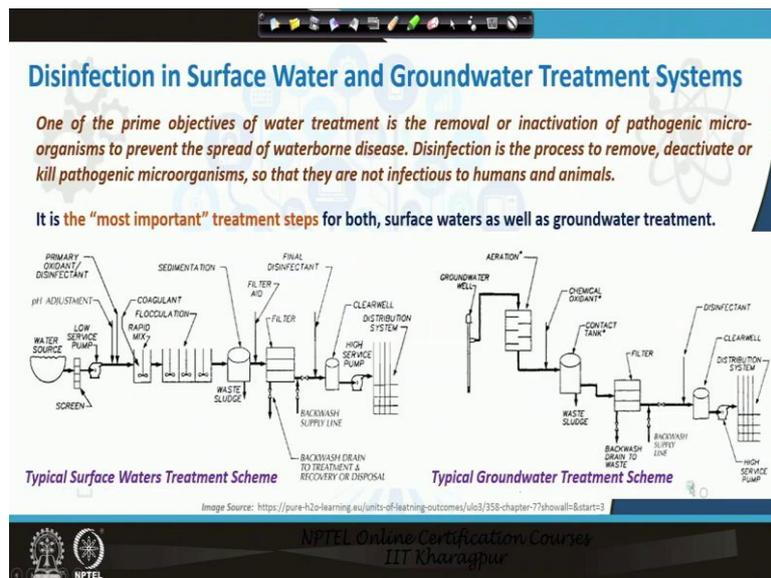 Disinfection in Surface Water and Groundwater Treatment Systems
One of the prime objectives of water treatment is the removal or inactivation of pathogenic micro-
organisms to prevent the spread of waterborne disease. Disinfection is the process to remove, deactivate or
kill pathogenic microorganisms, so that they are not infectious to humans and animals.
It is the “most important” treatment steps for both, surface waters as well as groundwater treatment.
PRIMARY
OXIDANT/
DISINFECTANT
pH ADJUSTMENT
COAGULANT
FLOCCULATION
RAPID
MIX
LOW
SERVICE
PUMP
WATER
SOURCE
SCREEN
SEDIMENTATION
WASTE
SLUDGE
FILTER
AID
FILTER
FINAL
DISINFECTANT
CLEARWELL
HIGH
SERVICE
PUMP
DISTRIBUTION
SYSTEM
BACKWASH
SUPPLY LINE
BACKWASH DRAIN
TO TREATMENT &
RECOVERY OR DISPOSAL
Typical Surface Waters Treatment Scheme
GROUNDWATER
WELL
AERATION*
CHEMICAL
OXIDANT*
CONTACT
TANK*
WASTE
SLUDGE
FILTER
BACKWASH
DRAIN TO
WASTE
BACKWASH
SUPPLY
LINE
DISINFECTANT
CLEARWELL
DISTRIBUTION
SYSTEM
HIGH
SERVICE
PUMP
Typical Groundwater Treatment Scheme
Image Source: https://pure-h2o-learning.eu/units-of-leatning-outcomes/ulo3/358-chapter-7?showall=&start=3
NPTEL Online Certification Courses
IIT Kharagpur
NPTEL